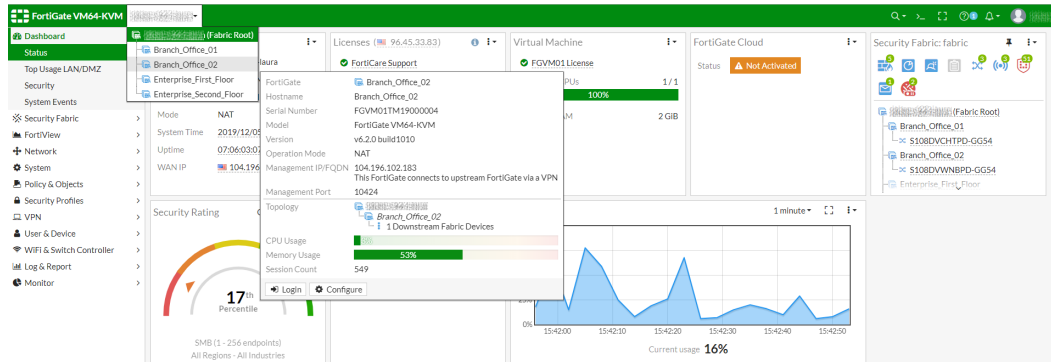 FortiGate VM64-KVM
Dashboard
Status
Top Usage LAN/DMZ
Security
System Events
Security Fabric
FortiView
Network
System
Policy & Objects
Security Profiles
VPN
User & Device
WiFi & Switch Controller
Log & Report
Monitor
(Fabric Root)
Branch_Office_01
Branch_Office_02
Enterprise_First_Floor
Enterprise_Second_Floor
Mode NAT
System Time 2019/12/05
Uptime 07:06:03:07
WAN IP 104.196
FortiGate Branch_Office_02
Hostname Branch_Office_02
Serial Number FGVM01TM19000004
Model FortiGate VM64-KVM
Version v6.2.0 build1010
Operation Mode NAT
Management IP/FQDN 104.196.102.183
This FortiGate connects to upstream FortiGate via a VPN
Management Port 10424
Topology
Branch_Office_02
1 Downstream Fabric Devices
CPU Usage
Memory Usage 53%
Session Count 549
Login Configure
Licenses ( 96.45.33.83)
FortiCare Support
Virtual Machine
FGVM01 License
1/1
100%
2 GiB
FortiGate Cloud
Status Not Activated
Security Fabric: fabric
(Fabric Root)
Branch_Office_01
S108DVCHTPD-GG54
Branch_Office_02
S108DVWNBPD-GG54
Enterprise_First_Floor
Security Rating
17th
Percentile
SMB (1 - 256 endpoints)
All Regions - All Industries
1 minute
25%
0%
15:42:00 15:42:10 15:42:20 15:42:30 15:42:40 15:42:50
Current usage 16%